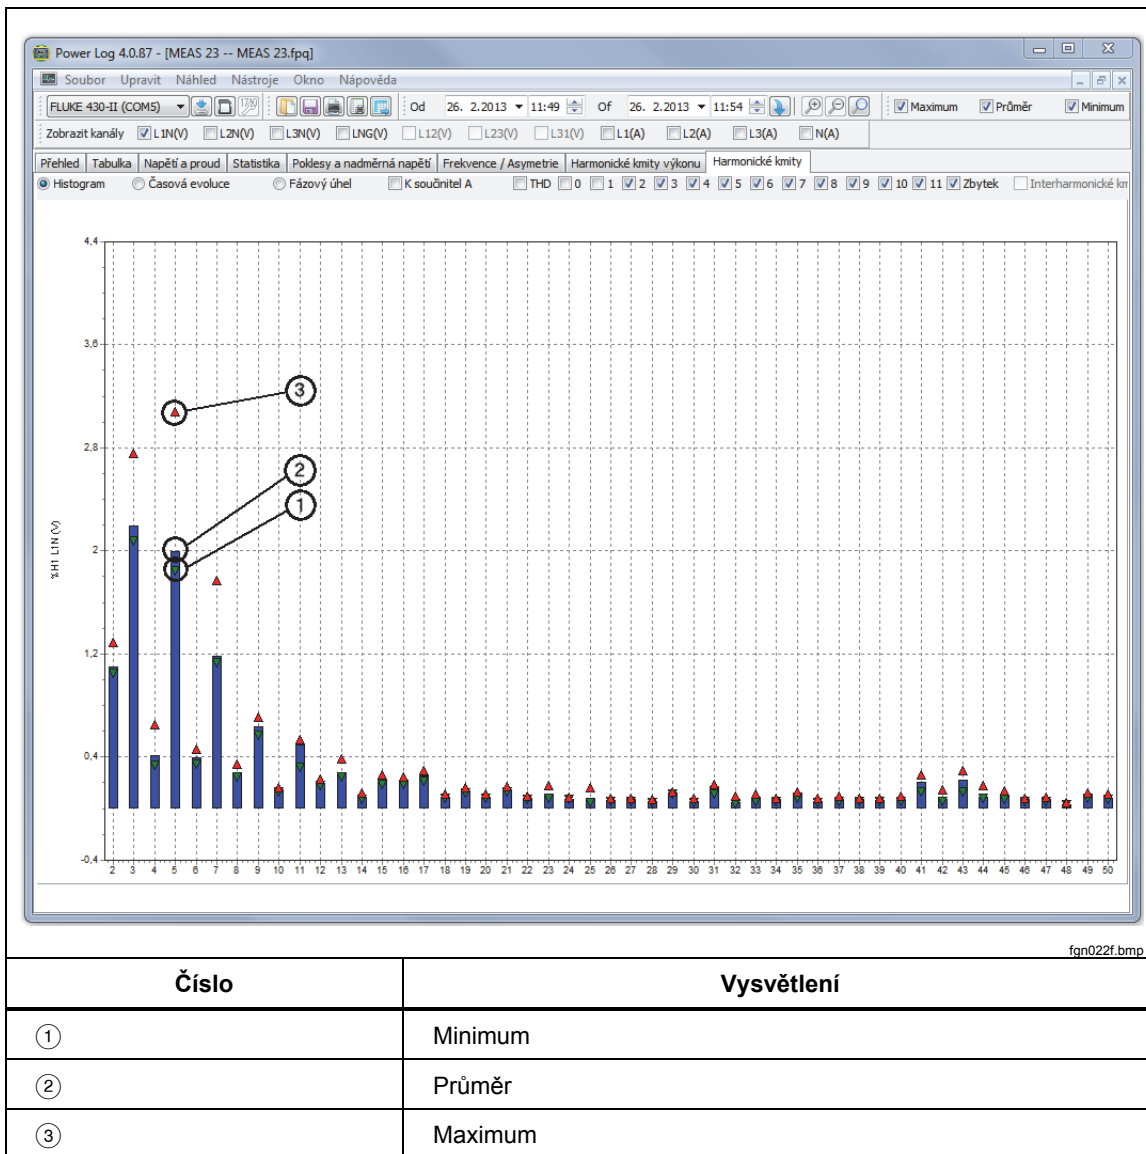 Power Log 4.0.ß7 - [MEAS 23 -- MEAS 23.fpq]
Soubor Upravit Náhled Nástroje Okno Nápověda
FLUKE 430-II (COM5) Od 26. 2.2013 11:49 Of 26. 2.2013 11:54 Maximum Průměr Minimum
Zobrazit kanály L1N(V) L2N(V) L3N(V) LNG(V) L12(V) L23(V) L31(V) L1(A) L2(A) L3(A) N(A)
Přehled Tabulka Napětí a proud Statistika Poklesy a nadměrná napětí Frekvence / Asymetrie Harmonické kmity výkonu Harmonické kmity
Histogram Časová evoluce Fázový úhel K součinitel A THD 0 1 2 3 4 5 6 7 8 9 10 11 Zbytek Interharmonické km
4,4
3,6
3
2,8
2
1
2
%H1 L1N (V)
1,2
0,4
-0,4
2 3 4 5 6 7 8 9 10 11 12 13 14 15 16 17 18 19 20 21 22 23 24 25 26 27 28 29 30 31 32 33 34 35 36 37 38 39 40 41 42 43 44 45 46 47 48 49 50
fgn022f.bmp
Číslo Vysvětlení
1 Minimum
2 Průměr
3 Maximum